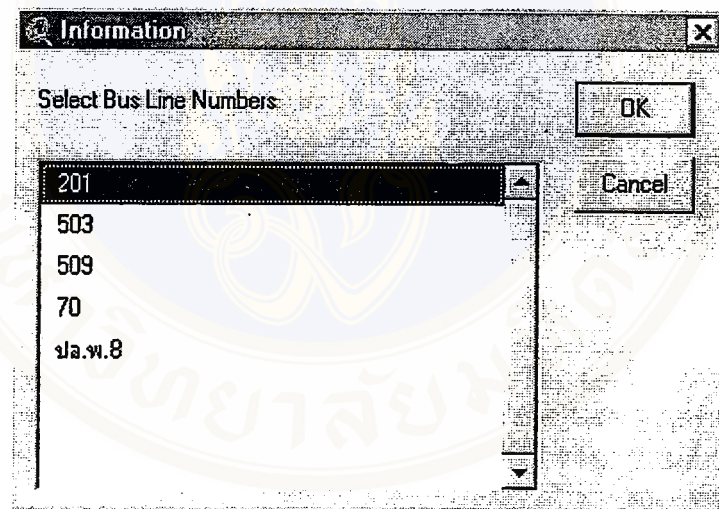 Information
Select Bus Line Numbers:
OK
Cancel
201
503
509
70
ปอ.พ.8